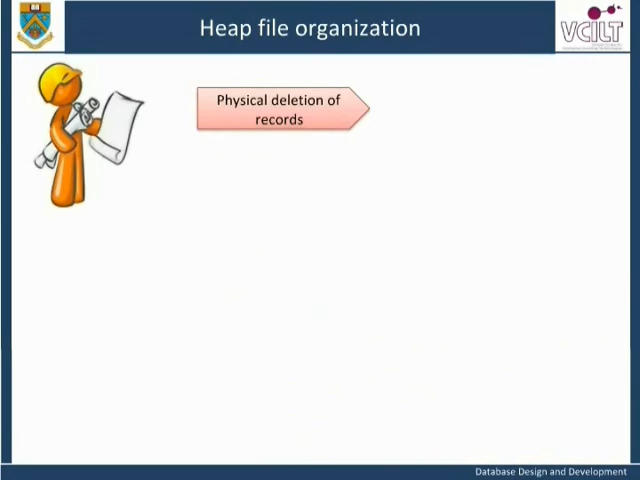 Heap file organization
VCILT
Physical deletion of
records
Database Design and Development